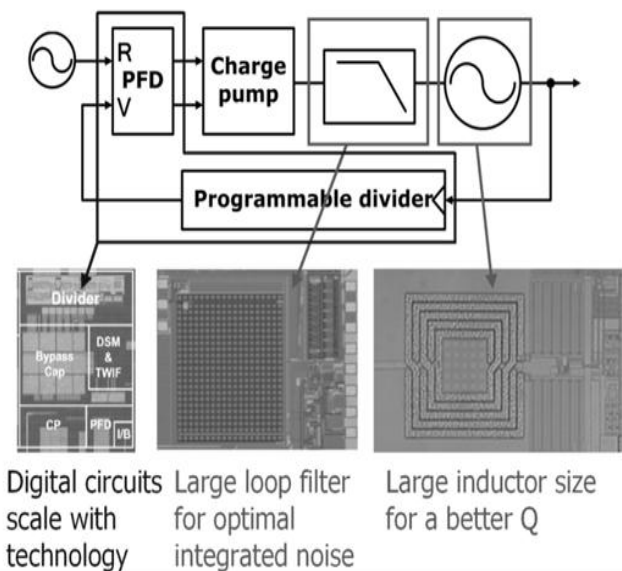 R
PFD
V
Charge
pump
Programmable divider
Divider
Bypass
Cap
DSM
&
TWIF
CP
PFD
I/B
Digital circuits
scale with
technology
Large loop filter
for optimal
integrated noise
Large inductor size
for a better Q